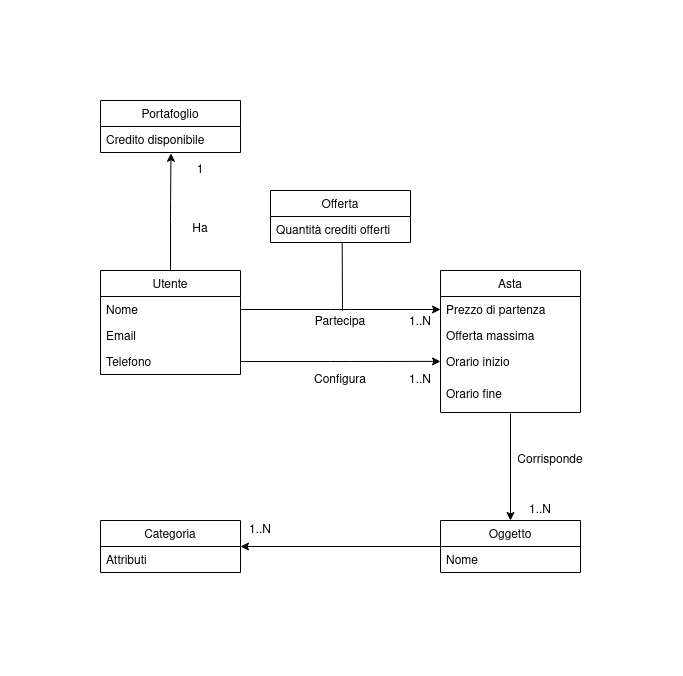 Portafoglio
Credito disponibile
1
Ha
Offerta
Quantità crediti offerti
Utente
Nome
Email
Telefono
Partecipa
1..N
Configura
1..N
Asta
Prezzo di partenza
Offerta massima
Orario inizio
Orario fine
Corrisponde
1..N
Categoria
Attributi
1..N
Oggetto
Nome